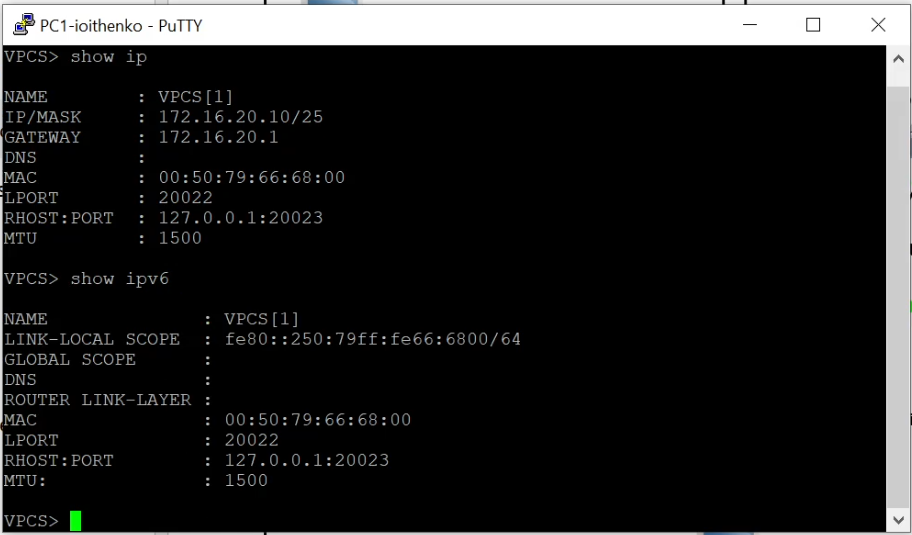 PC1-ioithenko - PuTTY
VPCS> show ip
NAME : VPCS[1]
IP/MASK : 172.16.20.10/25
GATEWAY : 172.16.20.1
DNS :
MAC : 00:50:79:66:68:00
LPORT : 20022
RHOST:PORT : 127.0.0.1:20023
MTU : 1500
VPCS> show ipv6
NAME : VPCS[1]
LINK-LOCAL SCOPE : fe80::250:79ff:fe66:6800/64
GLOBAL SCOPE :
DNS :
ROUTER LINK-LAYER :
MAC : 00:50:79:66:68:00
LPORT : 20022
RHOST:PORT : 127.0.0.1:20023
MTU: : 1500
VPCS>